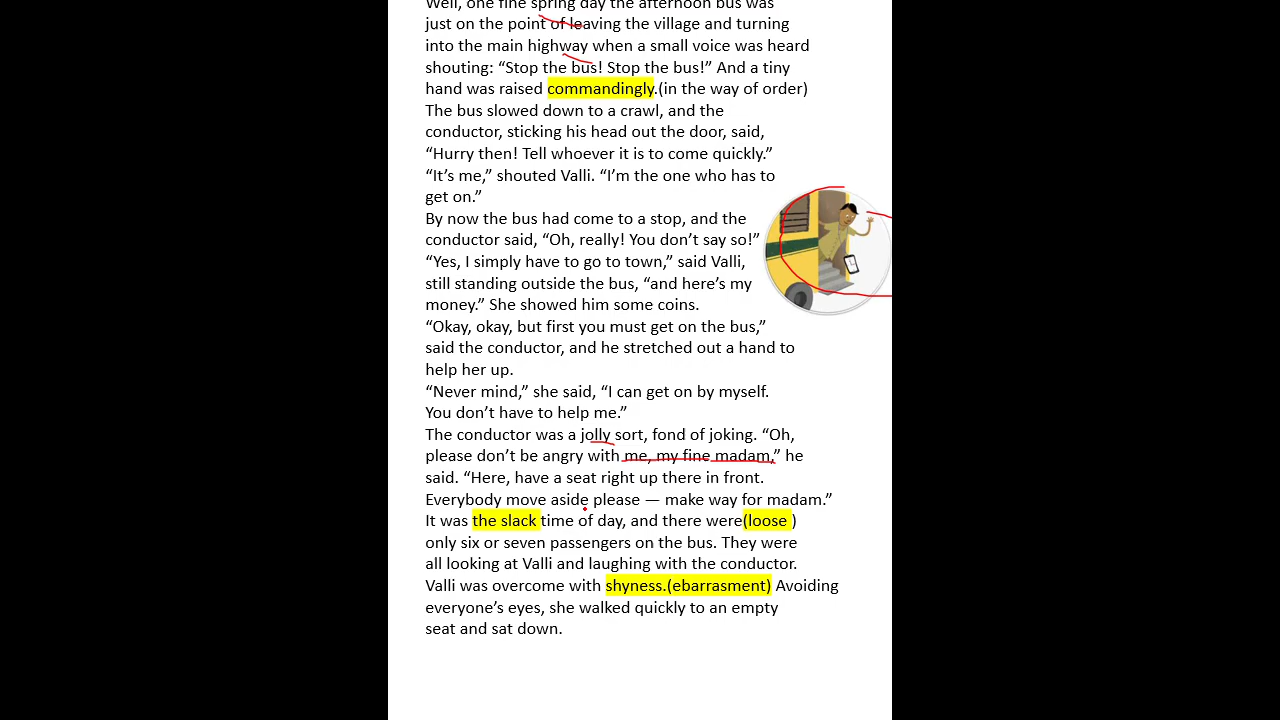 Well, one fine spring day the afternoon bus was
just on the point of leaving the village and turning
into the main highway when a small voice was heard
shouting: “Stop the bus! Stop the bus!” And a tiny
hand was raised commandingly.(in the way of order)
The bus slowed down to a crawl, and the
conductor, sticking his head out the door, said,
“Hurry then! Tell whoever it is to come quickly.”
“It’s me,” shouted Valli. “I’m the one who has to
get on.”
By now the bus had come to a stop, and the
conductor said, “Oh, really! You don’t say so!”
“Yes, I simply have to go to town,” said Valli,
still standing outside the bus, “and here’s my
money.” She showed him some coins.
“Okay, okay, but first you must get on the bus,”
said the conductor, and he stretched out a hand to
help her up.
“Never mind,” she said, “I can get on by myself.
You don’t have to help me.”
The conductor was a jolly sort, fond of joking. “Oh,
please don’t be angry with me, my fine madam,” he
said. “Here, have a seat right up there in front.
Everybody move aside please — make way for madam.”
It was the slack time of day, and there were(loose )
only six or seven passengers on the bus. They were
all looking at Valli and laughing with the conductor.
Valli was overcome with shyness.(ebarrasment) Avoiding
everyone’s eyes, she walked quickly to an empty
seat and sat down.